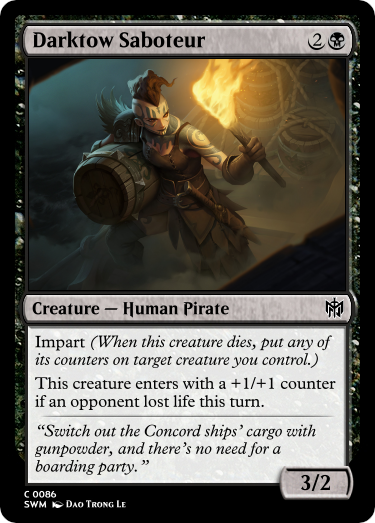 Darktow Saboteur 2
Creature — Human Pirate
Impart (When this creature dies, put any of
its counters on target creature you control.)
This creature enters with a +1/+1 counter
if an opponent lost life this turn.
“Switch out the Concord ships’ cargo with
gunpowder, and there’s no need for a
boarding party.”
3/2
C 0086
SWM Dao Trong Le